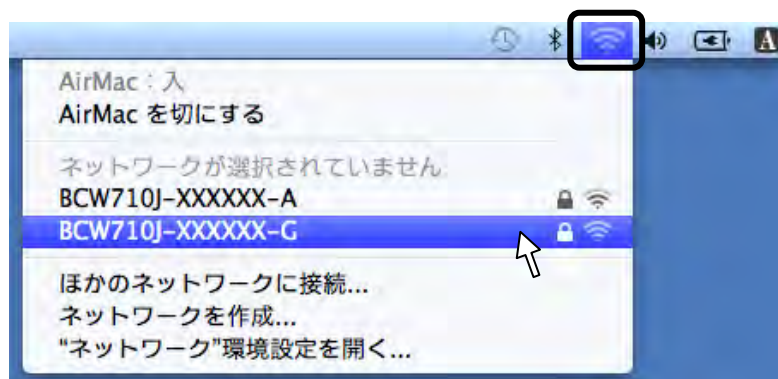 A
AirMac：入
AirMac を切にする
ネットワークが選択されていません
BCW710J-XXXXXX-A
BCW710J-XXXXXX-G
ほかのネットワークに接続...
ネットワークを作成...
“ネットワーク”環境設定を開く...